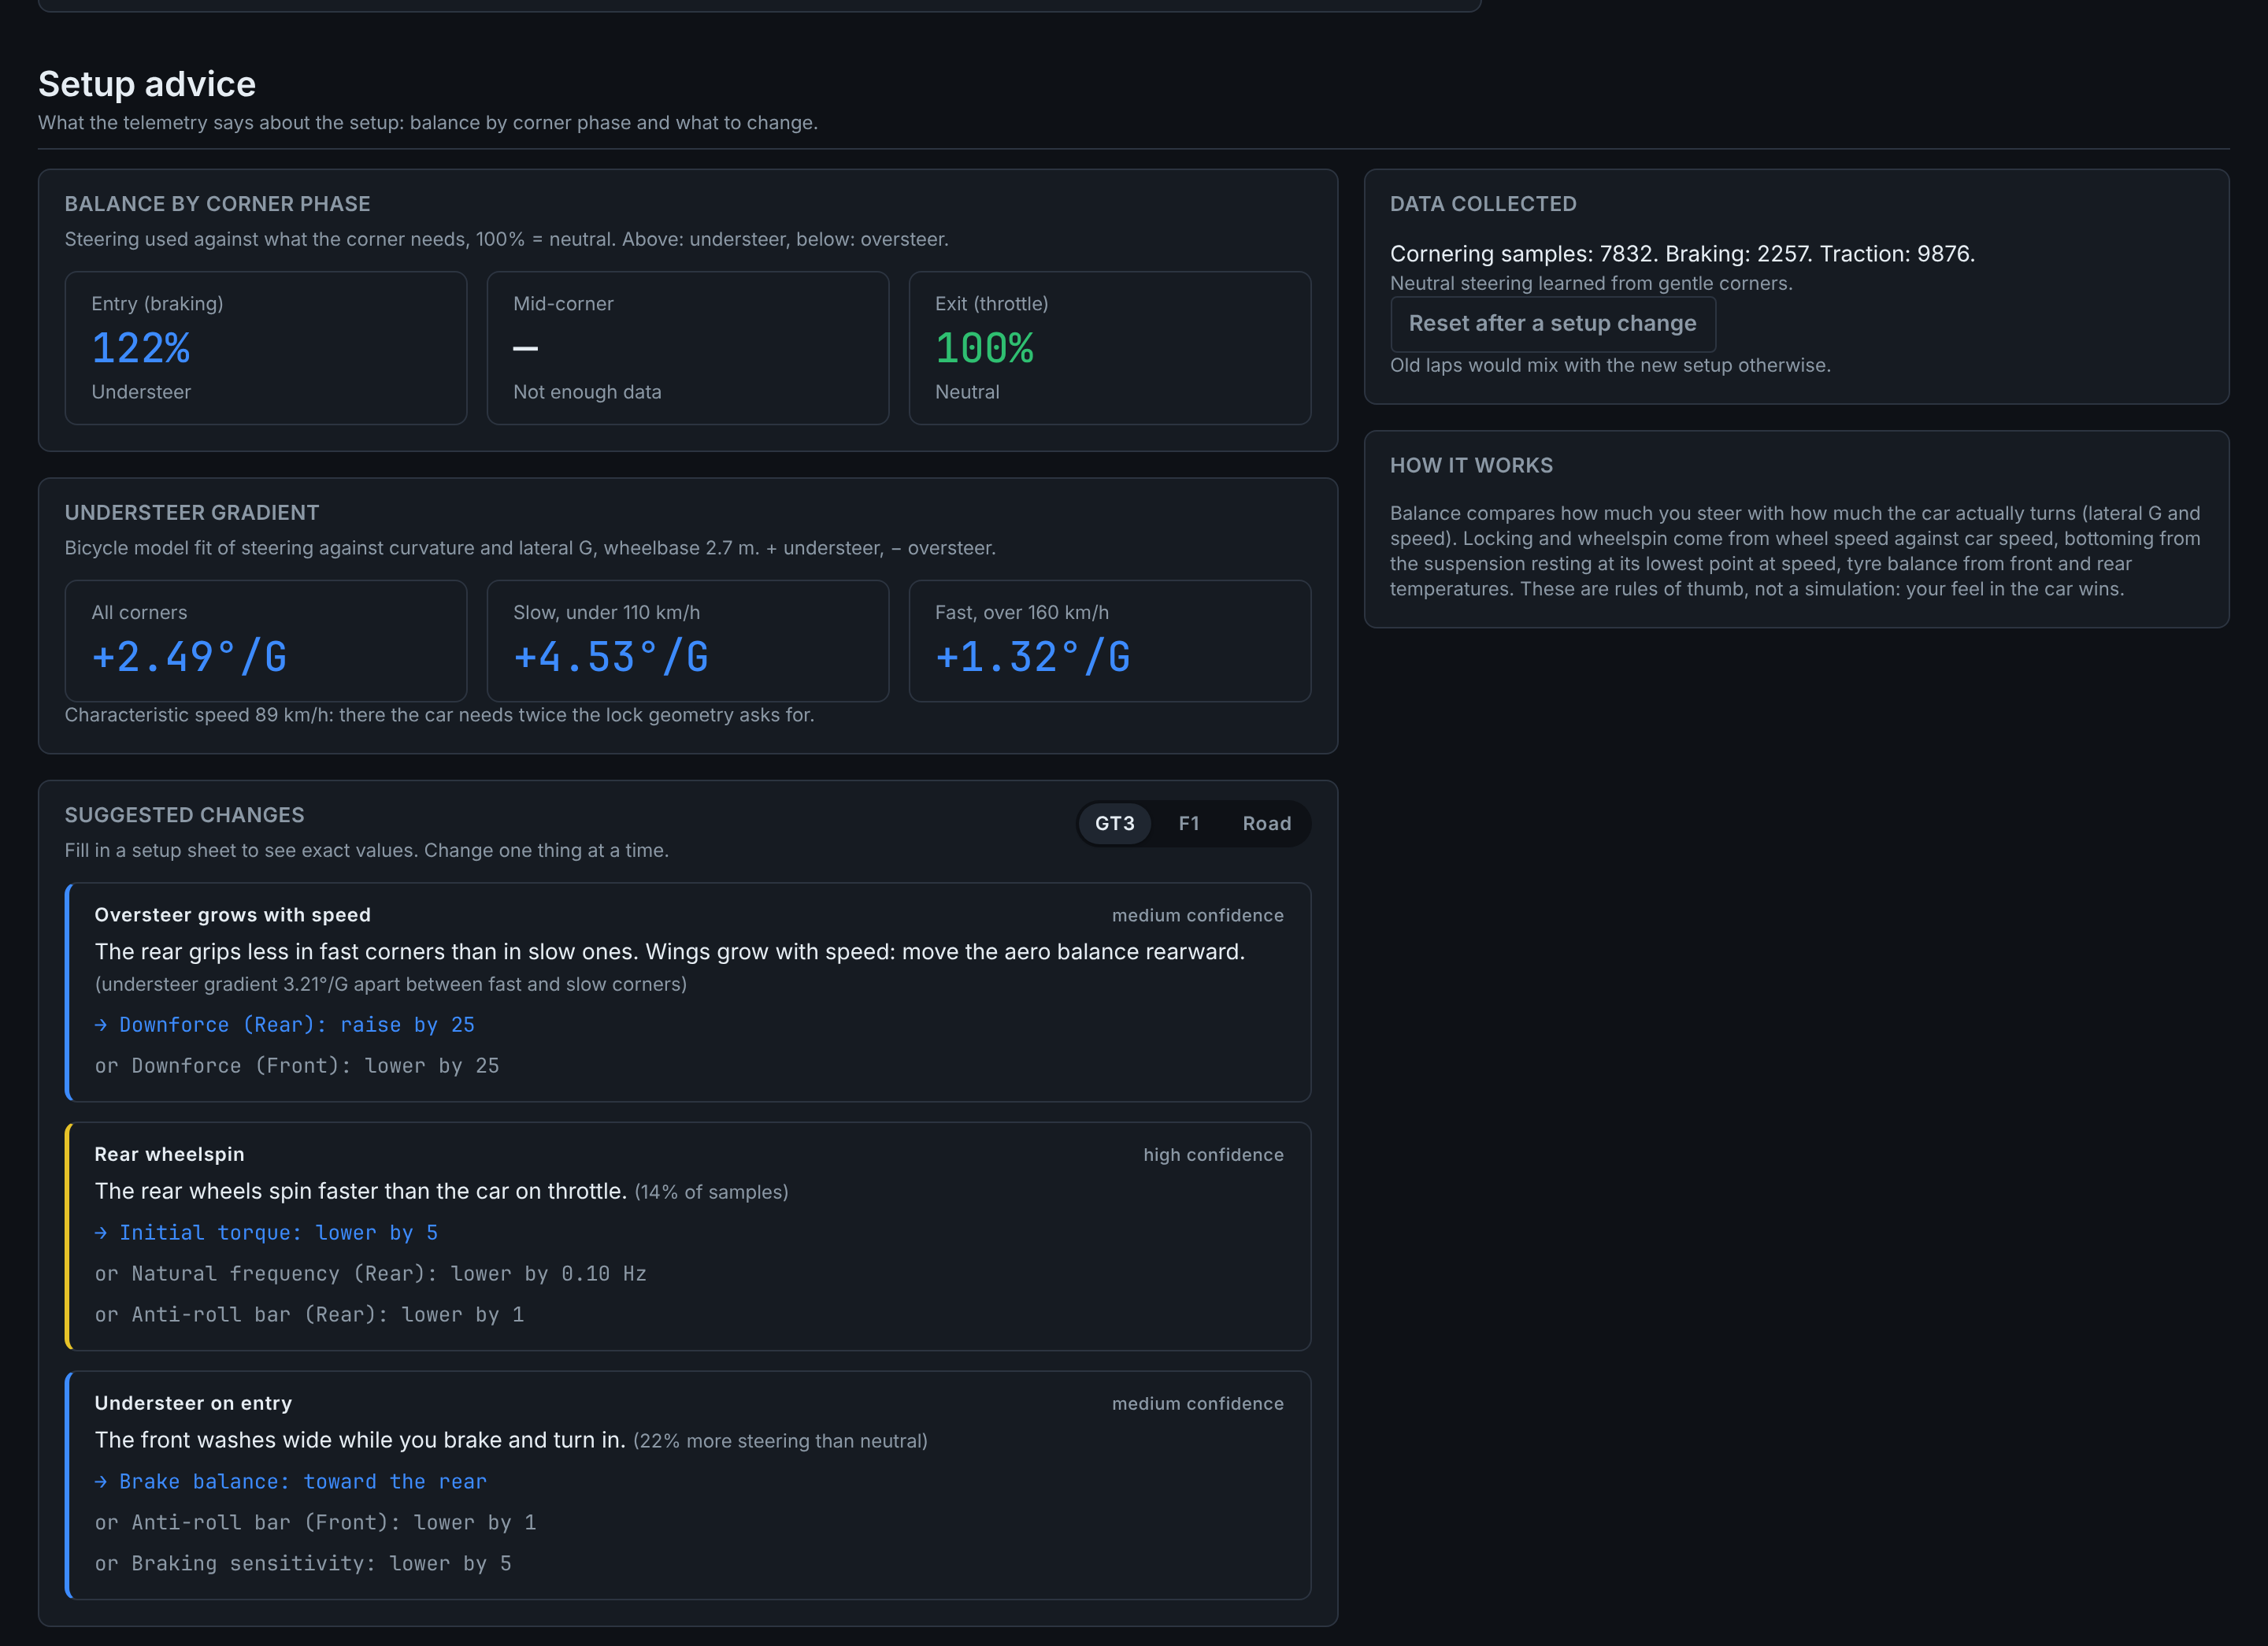 Setup advice
What the telemetry says about the setup: balance by corner phase and what to change.
BALANCE BY CORNER PHASE
Steering used against what the corner needs, 100% = neutral. Above: understeer, below: oversteer.
Entry (braking)
122%
Understeer
Mid-corner
—
Not enough data
Exit (throttle)
100%
Neutral
UNDERSTEER GRADIENT
Bicycle model fit of steering against curvature and lateral G, wheelbase 2.7 m. + understeer, − oversteer.
All corners
+2.49°/G
Slow, under 110 km/h
+4.53°/G
Fast, over 160 km/h
+1.32°/G
Characteristic speed 89 km/h: there the car needs twice the lock geometry asks for.
SUGGESTED CHANGES
GT3 F1 Road
Fill in a setup sheet to see exact values. Change one thing at a time.
Oversteer grows with speed
medium confidence
The rear grips less in fast corners than in slow ones. Wings grow with speed: move the aero balance rearward.
(understeer gradient 3.21°/G apart between fast and slow corners)
→ Downforce (Rear): raise by 25
or Downforce (Front): lower by 25
Rear wheelspin
high confidence
The rear wheels spin faster than the car on throttle. (14% of samples)
→ Initial torque: lower by 5
or Natural frequency (Rear): lower by 0.10 Hz
or Anti-roll bar (Rear): lower by 1
Understeer on entry
medium confidence
The front washes wide while you brake and turn in. (22% more steering than neutral)
→ Brake balance: toward the rear
or Anti-roll bar (Front): lower by 1
or Braking sensitivity: lower by 5
DATA COLLECTED
Cornering samples: 7832. Braking: 2257. Traction: 9876.
Neutral steering learned from gentle corners.
Reset after a setup change
Old laps would mix with the new setup otherwise.
HOW IT WORKS
Balance compares how much you steer with how much the car actually turns (lateral G and
speed). Locking and wheelspin come from wheel speed against car speed, bottoming from
the suspension resting at its lowest point at speed, tyre balance from front and rear
temperatures. These are rules of thumb, not a simulation: your feel in the car wins.